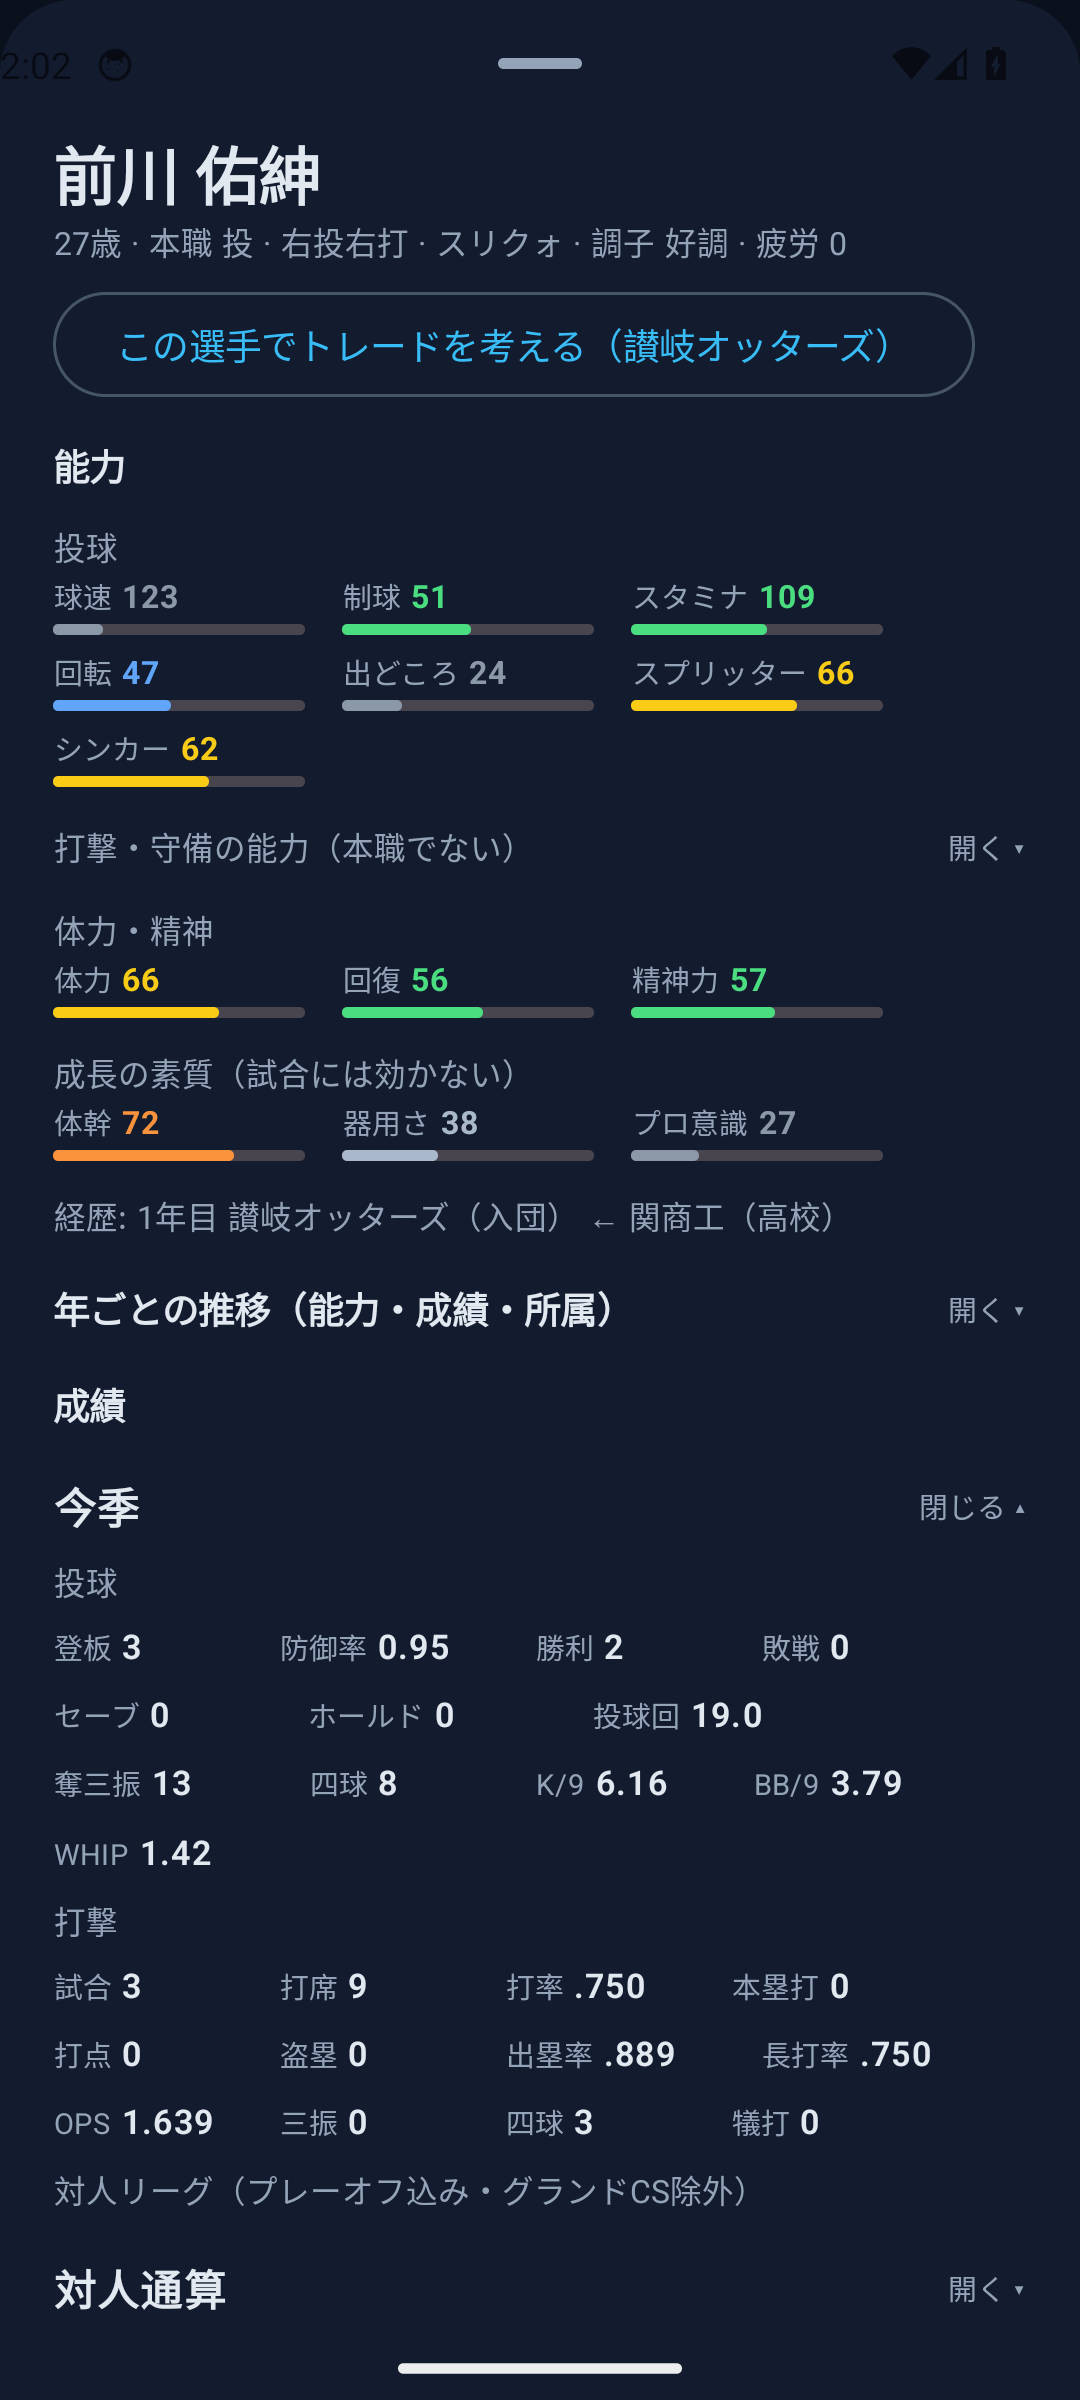 2:02
前川 佑紳
27歳 · 本職 投 · 右投右打 · スリクォ · 調子 好調 · 疲労 0
この選手でトレードを考える（讃岐オッターズ）
能力
投球
球速 123 制球 51 スタミナ 109
回転 47 出どころ 24 スプリッター 66
シンカー 62
打撃・守備の能力（本職でない） 開く ▾
体力・精神
体力 66 回復 56 精神力 57
成長の素質（試合には効かない）
体幹 72 器用さ 38 プロ意識 27
経歴: 1年目 讃岐オッターズ（入団） ← 関商工（高校）
年ごとの推移（能力・成績・所属） 開く ▾
成績
今季 閉じる ▴
投球
登板 3 防御率 0.95 勝利 2 敗戦 0
セーブ 0 ホールド 0 投球回 19.0
奪三振 13 四球 8 K/9 6.16 BB/9 3.79
WHIP 1.42
打撃
試合 3 打席 9 打率 .750 本塁打 0
打点 0 盗塁 0 出塁率 .889 長打率 .750
OPS 1.639 三振 0 四球 3 犠打 0
対人リーグ（プレーオフ込み・グランドCS除外）
対人通算 開く ▾